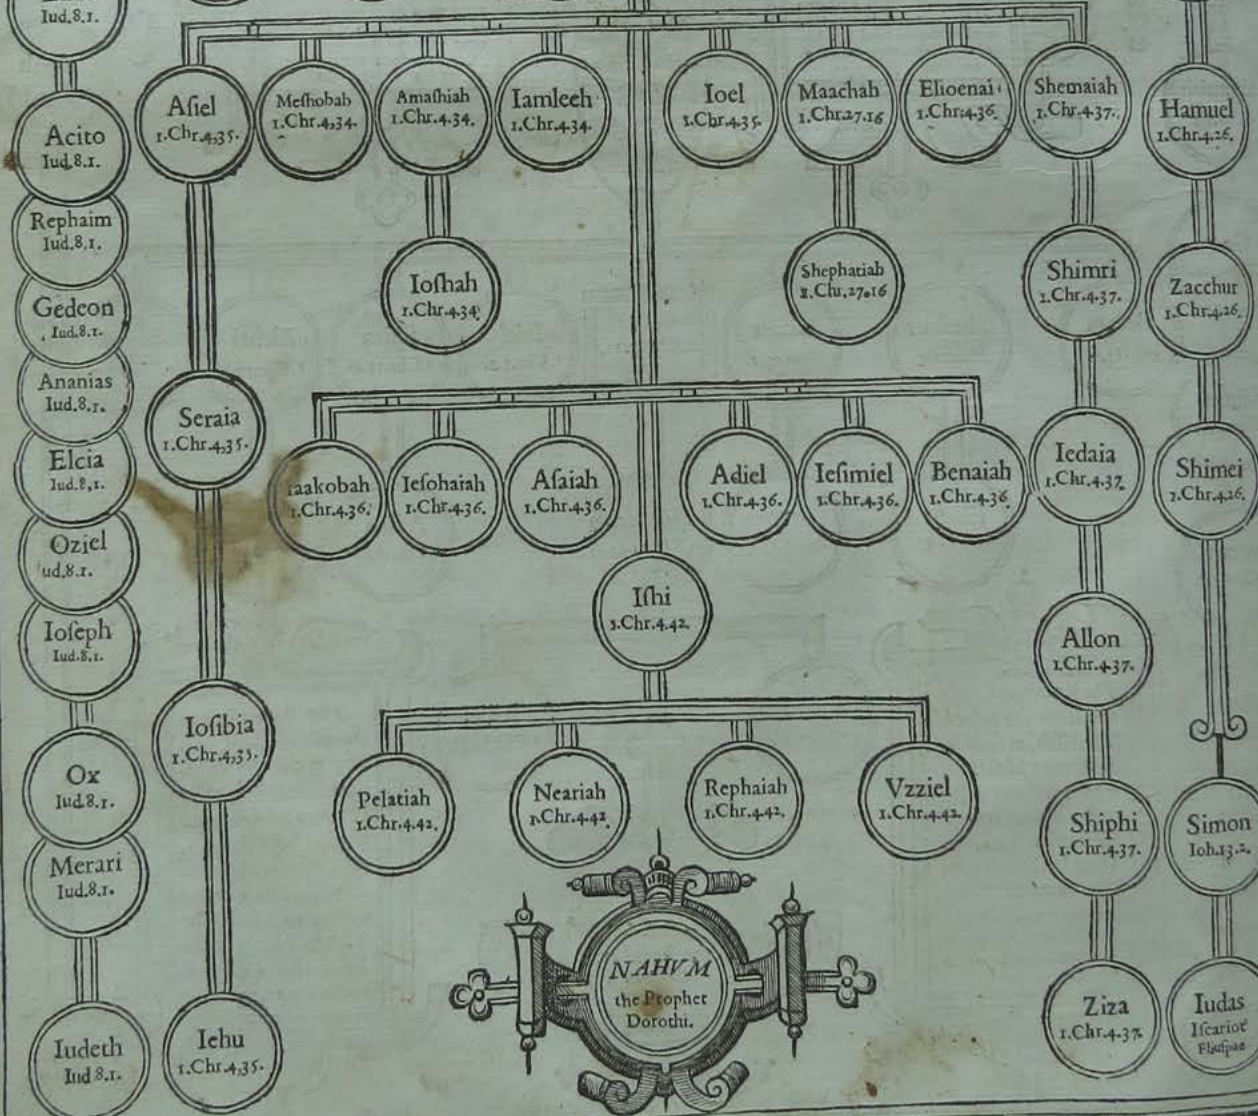 Iud.8.1.
Aſiel
1.Chr.4,35.
Meſhobah
1.Chr.4,34.
Amaſhiah
1.Chr.4.34.
Iamleeh
1.Chr.4.34.
Ioel
1.Chr.4.35.
Maachah
1.Chr.27.16
Elioenai
1.Chr.4.36.
Shemaiah
1.Chr.4.37.
Hamuel
1.Chr.4.26.
Acito
Iud.8.1.
Rephaim
Iud.8.1.
Ioſhah
1.Chr.4.34.
Shephatiah
1.Chr.27.16
Shimri
1.Chr.4.37.
Zacchur
1.Chr.4.26.
Gedeon
Iud.8.1.
Ananias
Iud.8.1.
Seraia
1.Chr.4,35.
Elcia
Iud.8,1.
Iaakobah
1.Chr.4.36.
Ieſohaiah
1.Chr.4.36.
Aſaiah
1.Chr.4.36.
Adiel
1.Chr.4.36.
Ieſimiel
1.Chr.4.36.
Benaiah
1.Chr.4.36.
Iedaia
1.Chr.4.37.
Shimei
1.Chr.4.26.
Oziel
Iud.8.1.
Ioſeph
Iud.8.1.
Iſhi
1.Chr.4.42.
Allon
1.Chr.4.37.
Ioſibia
1.Chr.4,35.
Ox
Iud.8.1.
Pelatiah
1.Chr.4.42.
Neariah
1.Chr.4.42.
Rephaiah
1.Chr.4.42.
Vzziel
1.Chr.4.42.
Shiphi
1.Chr.4.37.
Simon
Ioh.13.2.
Merari
Iud.8.1.
NAHVM
the Prophet
Dorothi.
Iudeth
Iud.8.1.
Iehu
1.Chr.4,35.
Ziza
1.Chr.4.37.
Iudas
Iſcariot